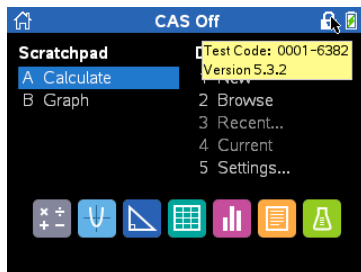 CAS Off
Scratchpad
A Calculate
B Graph
Test Code: 0001-6382
Version 5.3.2
2 Browse
3 Recent...
4 Current
5 Settings...